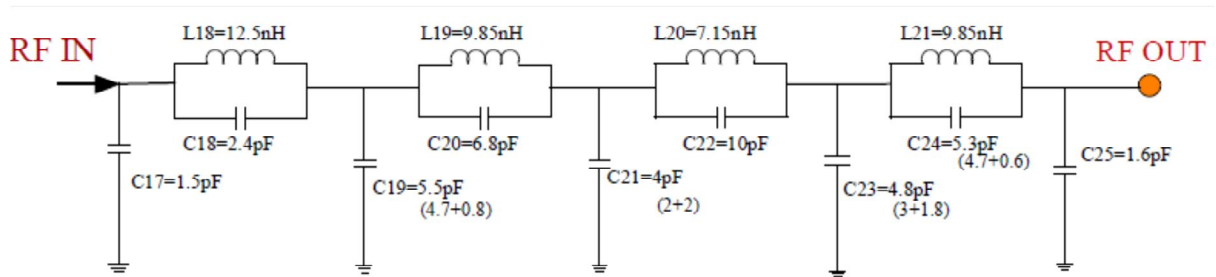 L18=12.5nH
L19=9.85nH
L20=7.15nH
L21=9.85nH
RF IN
RF OUT
C18=2.4pF
C20=6.8pF
C22=10pF
C24=5.3pF
(4.7+0.6)
C17=1.5pF
C19=5.5pF
(4.7+0.8)
C21=4pF
(2+2)
C23=4.8pF
(3+1.8)
C25=1.6pF